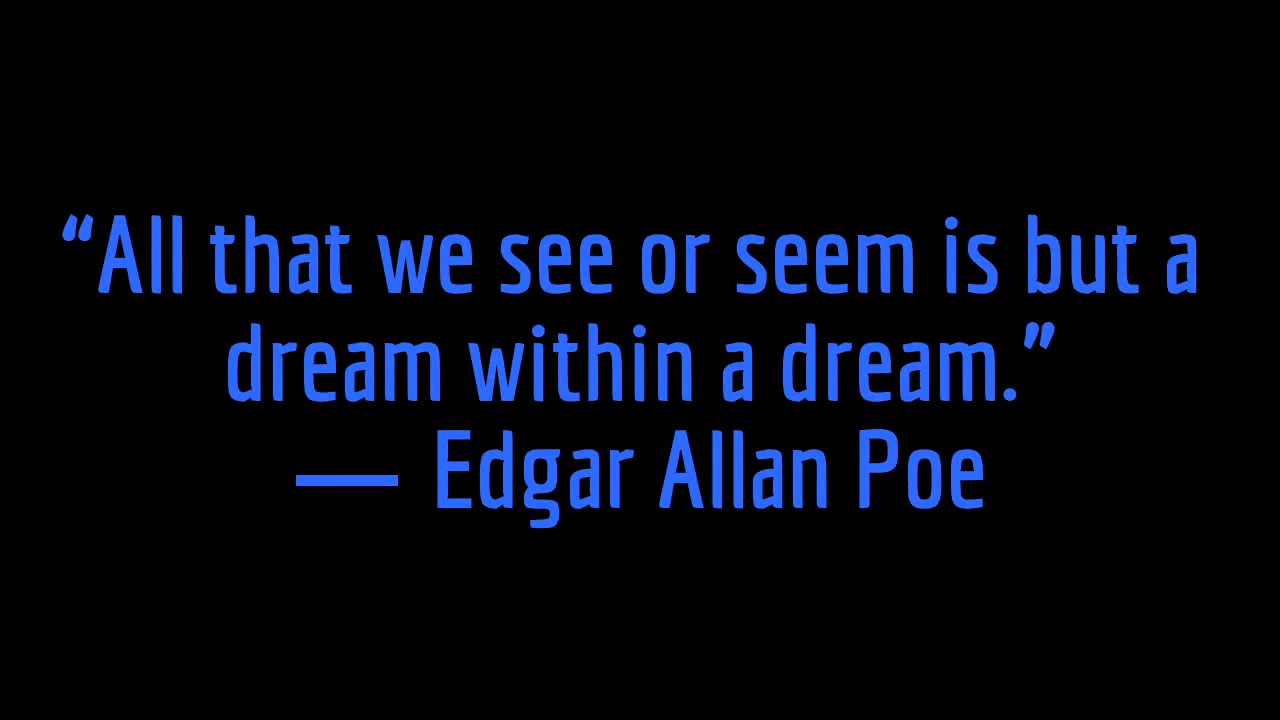 “All that we see or seem is but a
dream within a dream.”
— Edgar Allan Poe